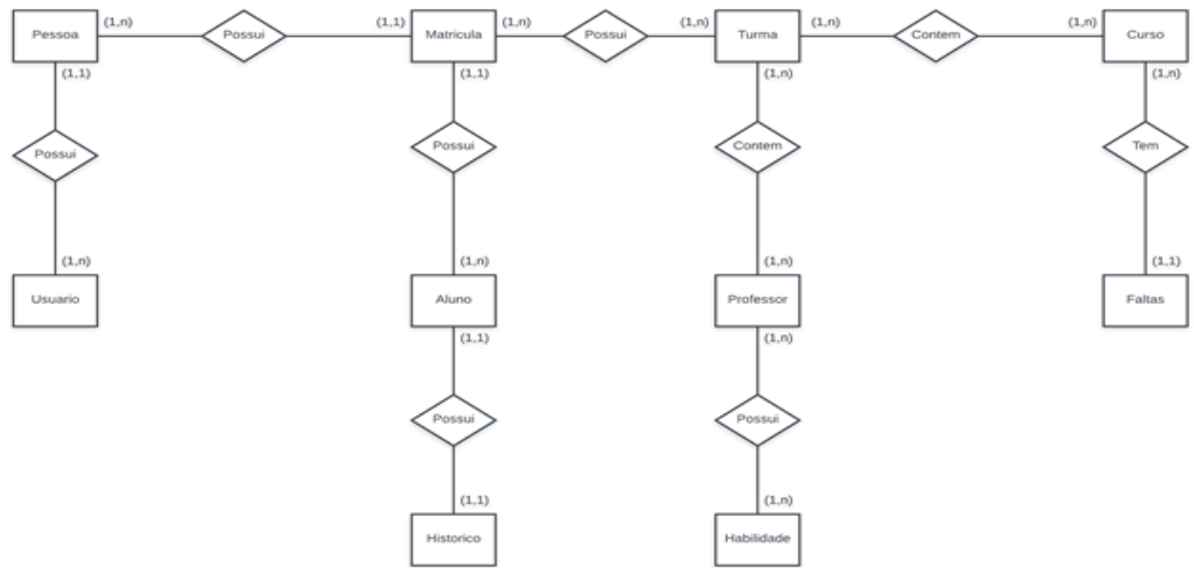 (1,n) (1,1) (1,n) (1,n) (1,n) (1,n)
Pessoa Possui Matricula Possui Turma Contem Curso
(1,1) (1,1) (1,n) (1,n)
Possui Possui Contem Tem
(1,n) (1,n) (1,n) (1,1)
Usuario Aluno Professor Faltas
(1,1) (1,n)
Possui Possui
(1,1) (1,n)
Historico Habilidade